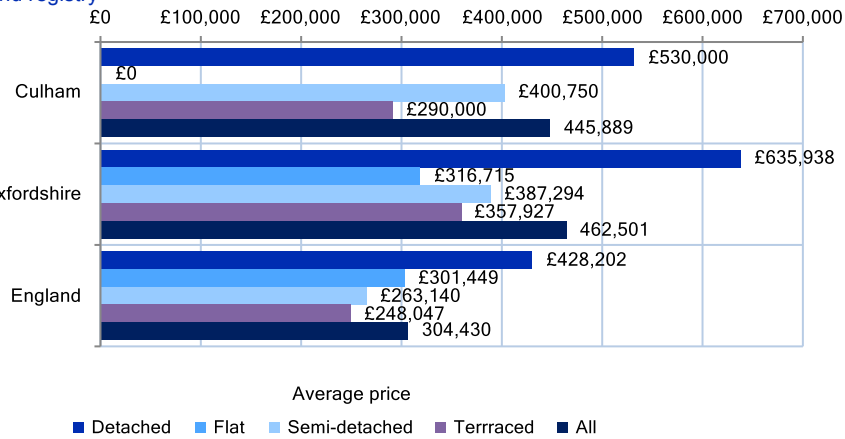 registry
£0 £100,000 £200,000 £300,000 £400,000 £500,000 £600,000 £700,000
£530,000
£0
Culham
£400,750
£290,000
445,889
£635,938
£316,715
xfordshire
£387,294
£357,927
462,501
£428,202
£301,449
England
£263,140
£248,047
304,430
Average price
Detached Flat Semi-detached Terrraced All